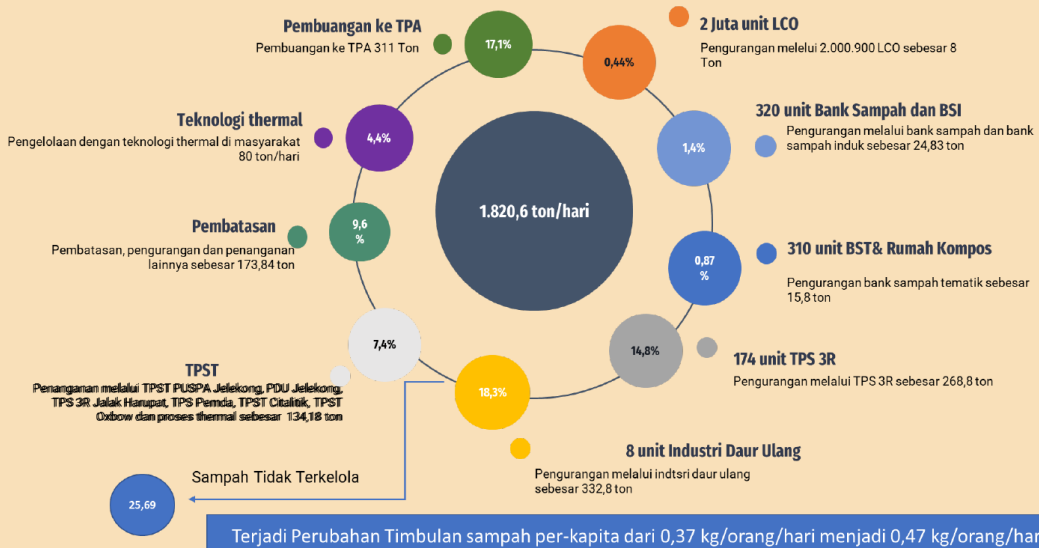 Pembuangan ke TPA
Pembuangan ke TPA 311 Ton
17,1%
2 Juta unit LCO
Pengurangan melelui 2.000.900 LCO sebesar 8
Ton
0,44%
320 unit Bank Sampah dan BSI
Pengurangan melalui bank sampah dan bank
sampah induk sebesar 24,83 ton
1,4%
Teknologi thermal
Pengelolaan dengan teknologi thermal di masyarakat
80 ton/hari
4,4%
1.820,6 ton/hari
Pembatasan
Pembatasan, pengurangan dan penanganan
lainnya sebesar 173,84 ton
9,6
%
310 unit BST& Rumah Kompos
Pengurangan bank sampah tematik sebesar
15,8 ton
0,87
%
174 unit TPS 3R
Pengurangan melalui TPS 3R sebesar 268,8 ton
14,8%
TPST
Penanganan melalui TPST PUSPA Jelekong, PDU Jelekong,
TPS 3R Jalak Harupat, TPS Pemda, TPST Citaliktik, TPST
Oxbow dan proses thermal sebesar 134,18 ton
7,4%
18,3%
8 unit Industri Daur Ulang
Pengurangan melalui indtsri daur ulang
sebesar 332,8 ton
Sampah Tidak Terkelola
25,69
Terjadi Perubahan Timbulan sampah per-kapita dari 0,37 kg/orang/hari menjadi 0,47 kg/orang/har